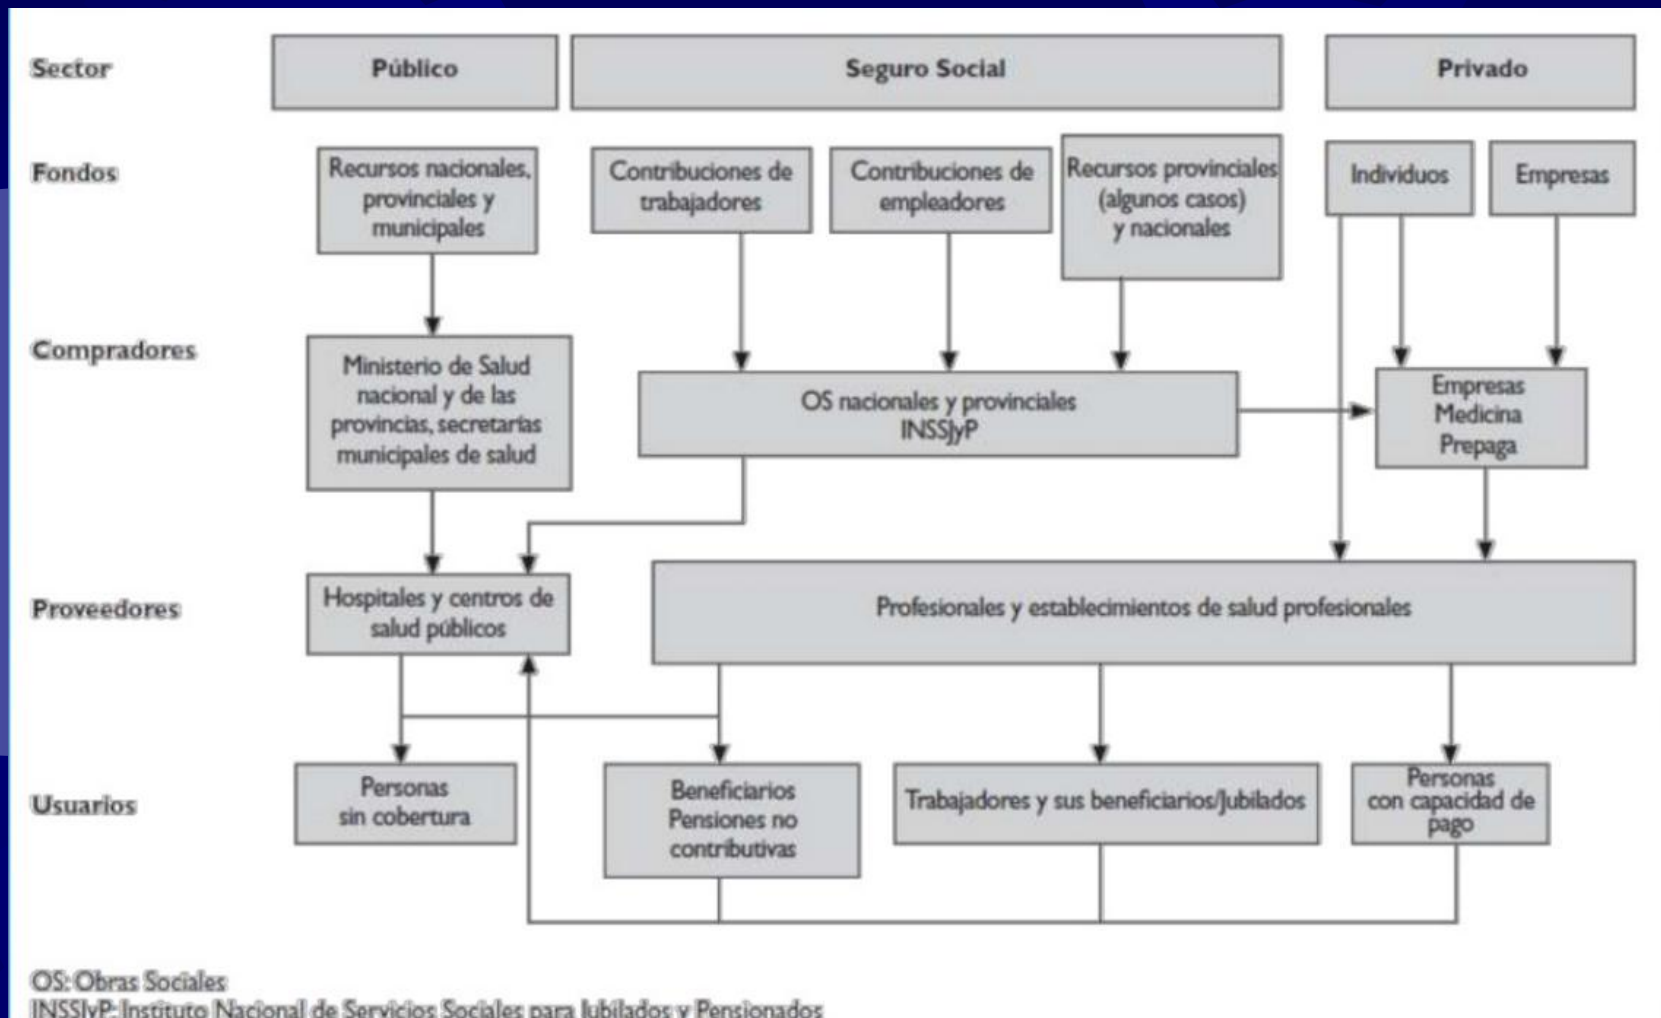 Sector
Público
Seguro Social
Privado
Fondos
Recursos nacionales,
provinciales y
municipales
Contribuciones de
trabajadores
Contribuciones de
empleadores
Recursos provinciales
(algunos casos)
y nacionales
Individuos
Empresas
Compradores
Ministerio de Salud
nacional y de las
provincias, secretarías
municipales de salud
OS nacionales y provinciales
INSSJyP
Empresas
Medicina
Prepaga
Proveedores
Hospitales y centros de
salud públicos
Profesionales y establecimientos de salud profesionales
Usuarios
Personas
sin cobertura
Beneficiarios
Pensiones no
contributivas
Trabajadores y sus beneficiarios/Jubilados
Personas
con capacidad de
pago
OS: Obras Sociales
INSSJyP: Instituto Nacional de Servicios Sociales para Jubilados y Pensionados